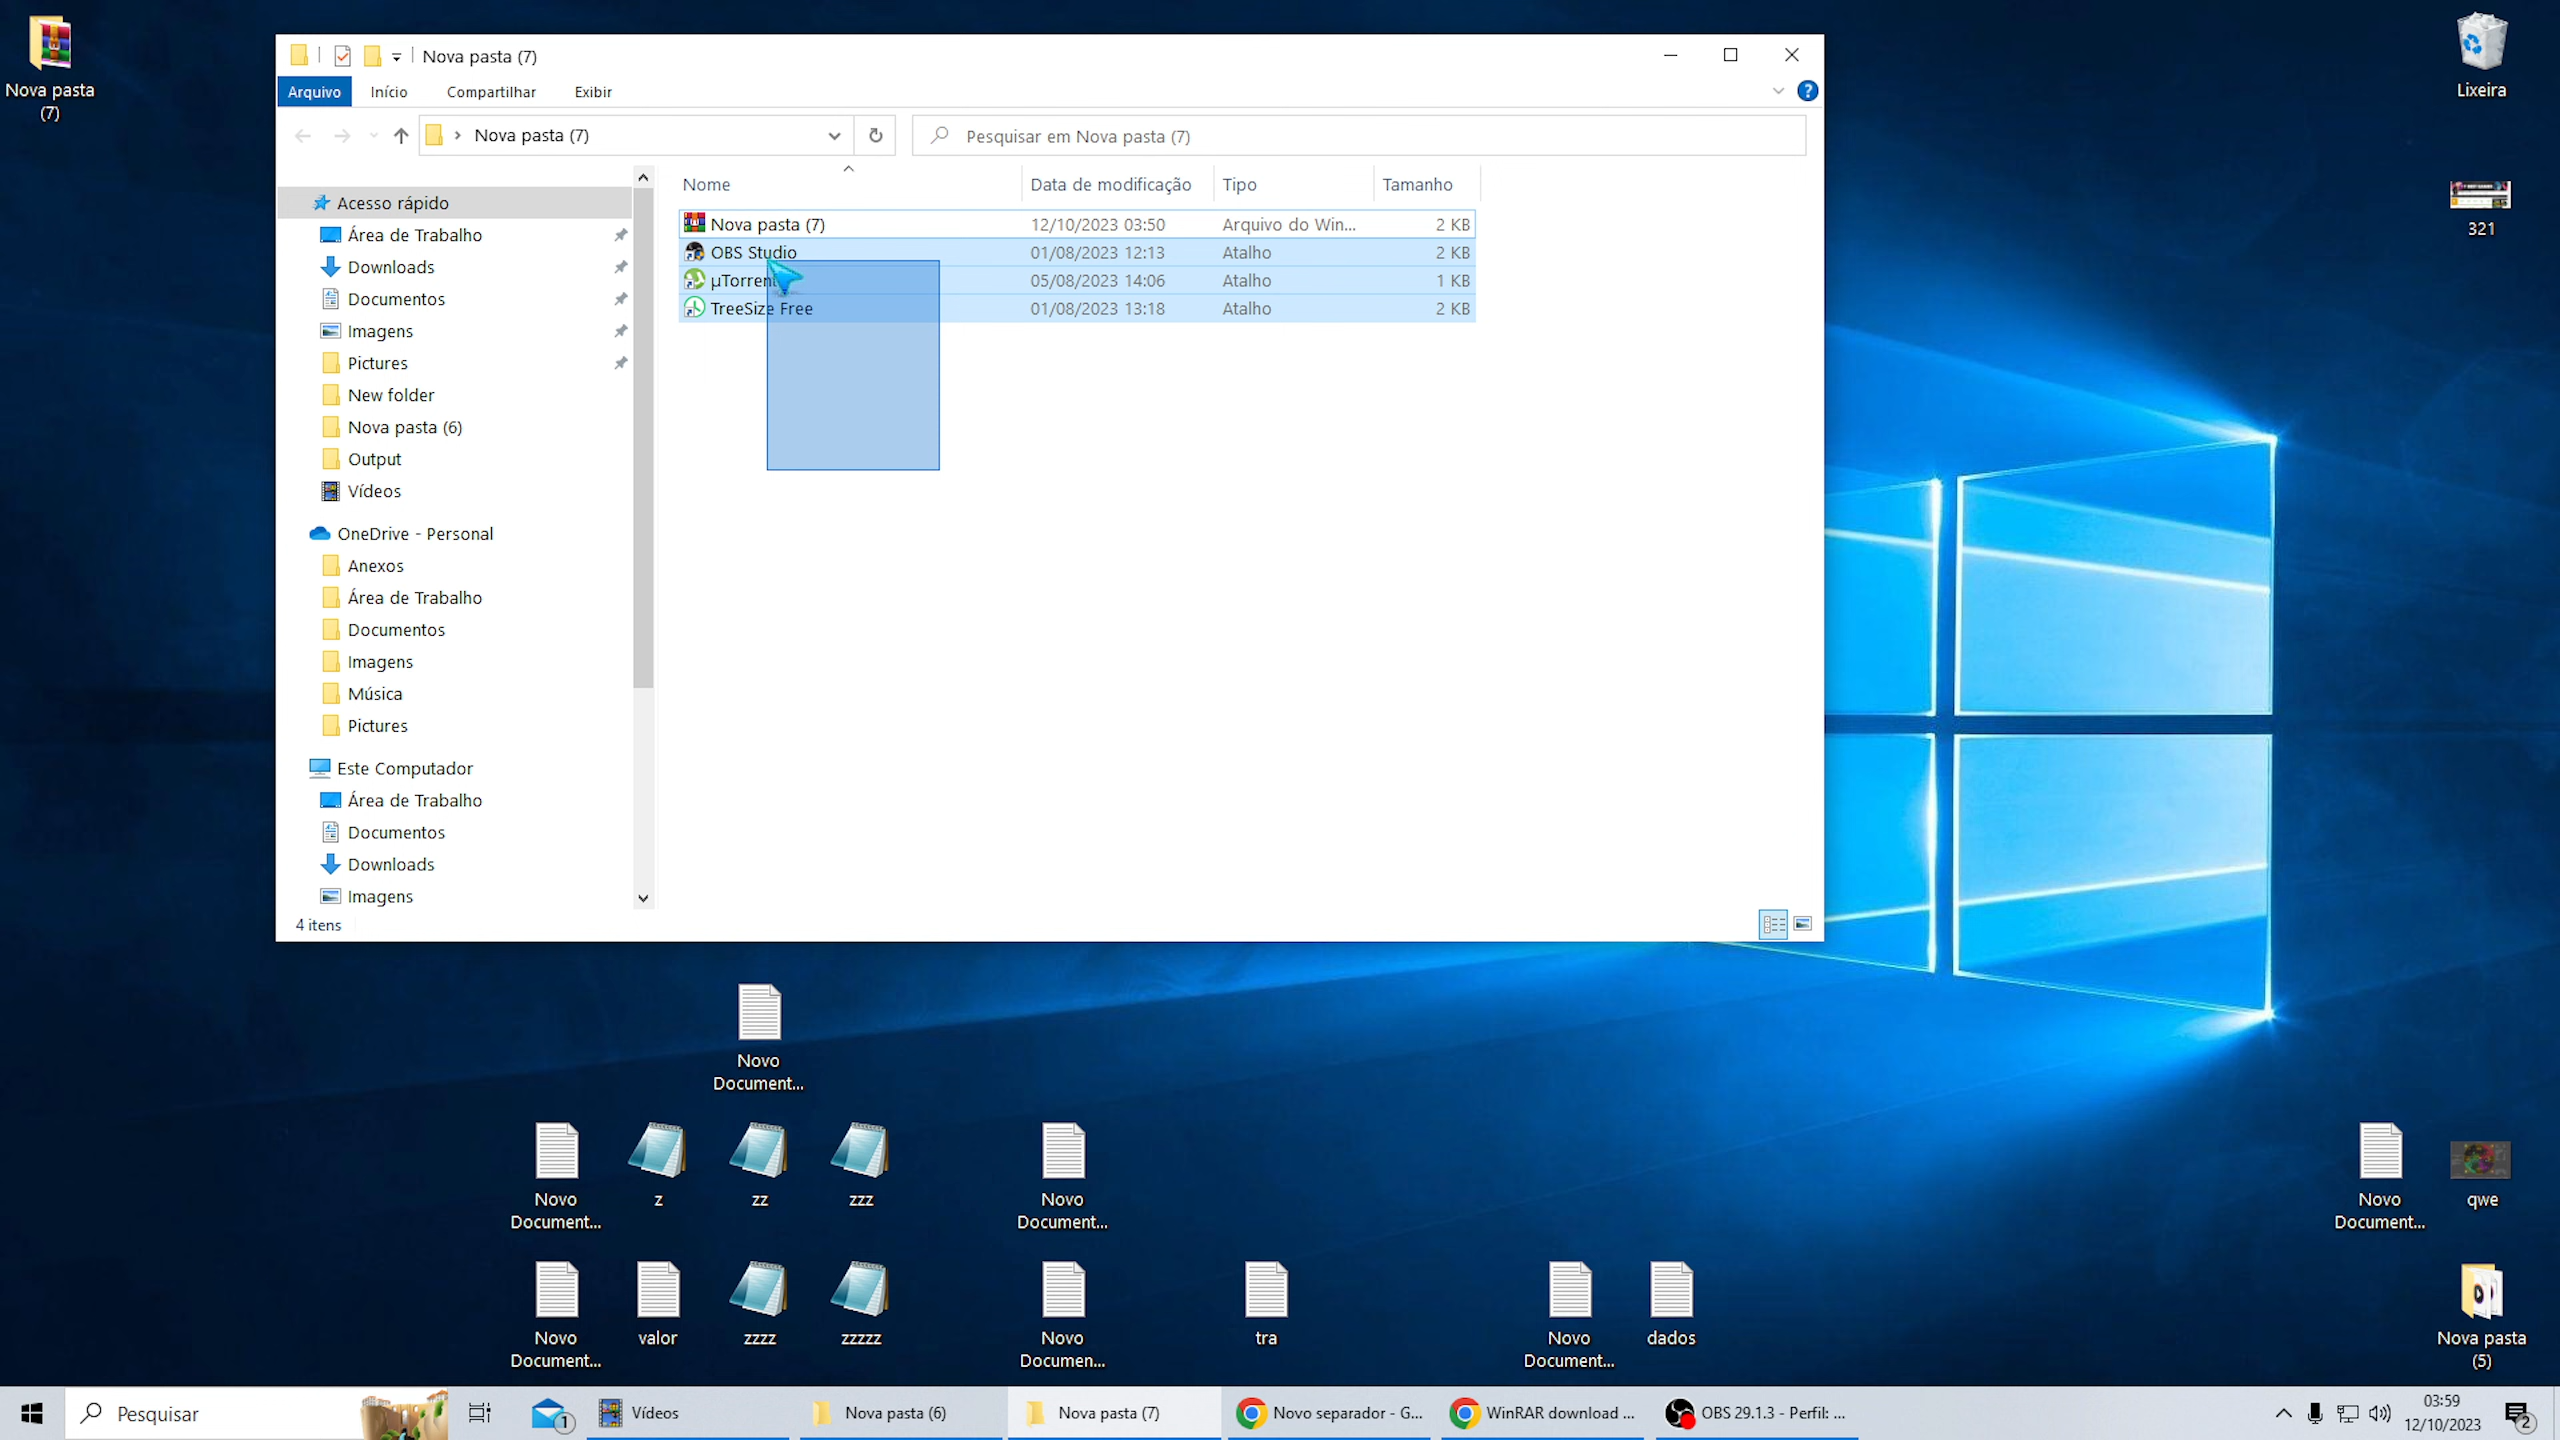 Nova pasta
(7)
Nova pasta (7)
Arquivo
Início
Compartilhar
Exibir
?
Nova pasta (7)
Pesquisar em Nova pasta (7)
Acesso rápido
Área de Trabalho
Downloads
Documentos
Imagens
Pictures
New folder
Nova pasta (6)
Output
Vídeos
OneDrive - Personal
Anexos
Área de Trabalho
Documentos
Imagens
Música
Pictures
Este Computador
Área de Trabalho
Documentos
Downloads
Imagens
4 itens
Nome Data de modificação Tipo Tamanho
Nova pasta (7) 12/10/2023 03:50 Arquivo do Win... 2 KB
OBS Studio 01/08/2023 12:13 Atalho 2 KB
µTorrent 05/08/2023 14:06 Atalho 1 KB
TreeSize Free 01/08/2023 13:18 Atalho 2 KB
Lixeira
321
Novo
Document...
Novo
Document...
z
zz
zzz
Novo
Document...
Novo
Document...
qwe
Novo
Document...
valor
zzzz
zzzzz
Novo
Documen...
tra
Novo
Document...
dados
Nova pasta
(5)
Pesquisar
1
Vídeos
Nova pasta (6)
Nova pasta (7)
Novo separador - G...
WinRAR download ...
OBS 29.1.3 - Perfil: ...
03:59
12/10/2023
2